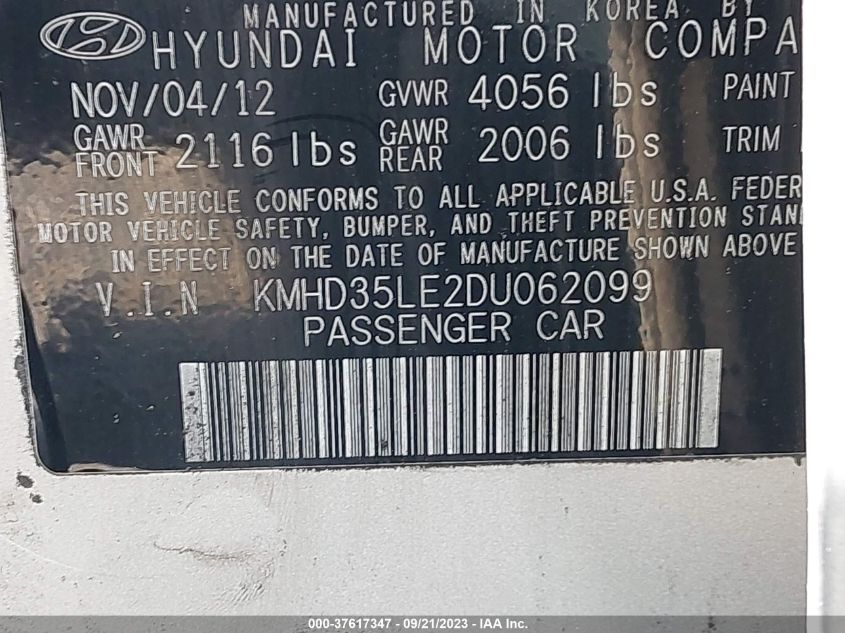 MANUFACTURED IN KOREA BY
HYUNDAI MOTOR COMPA
NOV/04/12 GVWR 4056 lbs PAINT
GAWR FRONT 2116 lbs GAWR REAR 2006 lbs TRIM
THIS VEHICLE CONFORMS TO ALL APPLICABLE U.S.A. FEDER
MOTOR VEHICLE SAFETY, BUMPER, AND THEFT PREVENTION STAN
IN EFFECT ON THE DATE OF MANUFACTURE SHOWN ABOVE
V.I.N KMHD35LE2DU062099
PASSENGER CAR
000-37617347 - 09/21/2023 - IAA Inc.